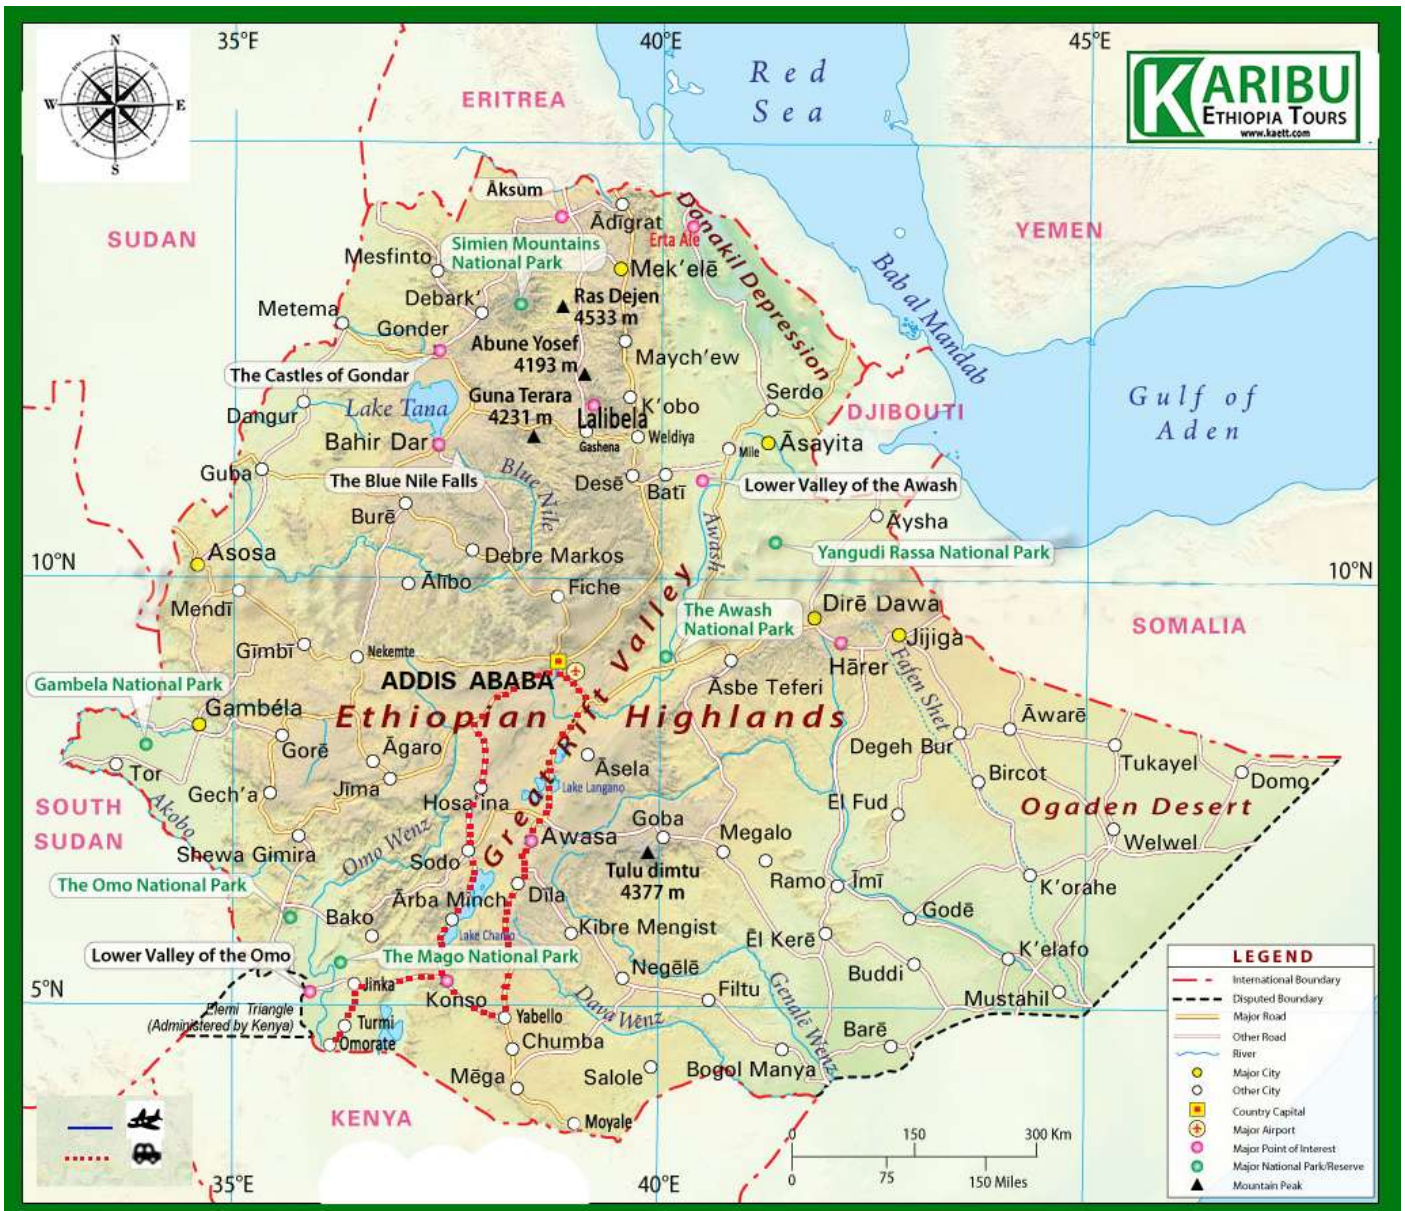 35°E
40°E
45°E
N
W
E
S
KARIBU
ETHIOPIA TOURS
www.kaett.com
Red
Sea
ERITREA
SUDAN
YEMEN
Āksum
Ādīgrat
Erta Ale
Danakil Depression
Simien Mountains
National Park
Mesfinto
Mek'elē
Bab al Mandab
Debark'
Ras Dejen
4533 m
Metema
Gonder
Abune Yosef
4193 m
Maych'ew
The Castles of Gondar
Guna Terara
4231 m
Serdo
Gulf of
Aden
Lake Tana
K'obo
DJIBOUTI
Dangur
Lalibela
Bahir Dar
Gashena
Weldiya
Mile
Āsayita
Guba
The Blue Nile Falls
Blue Nile
Desē
Batī
Lower Valley of the Awash
Burē
Awash
Āysha
Asosa
Debre Markos
Yangudi Rassa National Park
10°N
10°N
Ālībo
Fiche
Mendī
The Awash
National Park
Dirē Dawa
SOMALIA
Gīmbī
Nekemte
Jijiga
Hārer
Fafen Shet
Gambela National Park
ADDIS ABABA
Āsbe Teferi
Gambéla
Ethiopian Highlands
Great Rift Valley
Āwarē
Gorē
Āgaro
Degeh Bur
Tor
Āsela
Tukayel
Bircot
Domo
Gech'a
Jīma
Hosa'ina
Lake Langano
SOUTH
SUDAN
Akobo
El Fud
Ogaden Desert
Goba
Megalo
Awasa
Welwel
Shewa Gimira
Omo Wenz
Sodo
Tulu dimtu
4377 m
Ramo
Īmī
K'orahe
The Omo National Park
Ārba Minch
Dīla
Godē
Bako
Kibre Mengist
Lake Chamo
Ēl Kerē
K'elafo
Lower Valley of the Omo
The Mago National Park
Negēlē
Buddi
5°N
Jinka
Konso
Filtu
Genalē Wenz
Mustahil
Elemi Triangle
(Administered by Kenya)
Turmi
Yabello
Dava Wēnz
Omorate
Chumba
Barē
Mēga
Salole
Bogol Manya
KENYA
Moyale
0
150
300 Km
0
75
150 Miles
35°E
40°E
LEGEND
International Boundary
Disputed Boundary
Major Road
Other Road
River
Major City
Other City
Country Capital
Major Airport
Major Point of Interest
Major National Park/Reserve
Mountain Peak